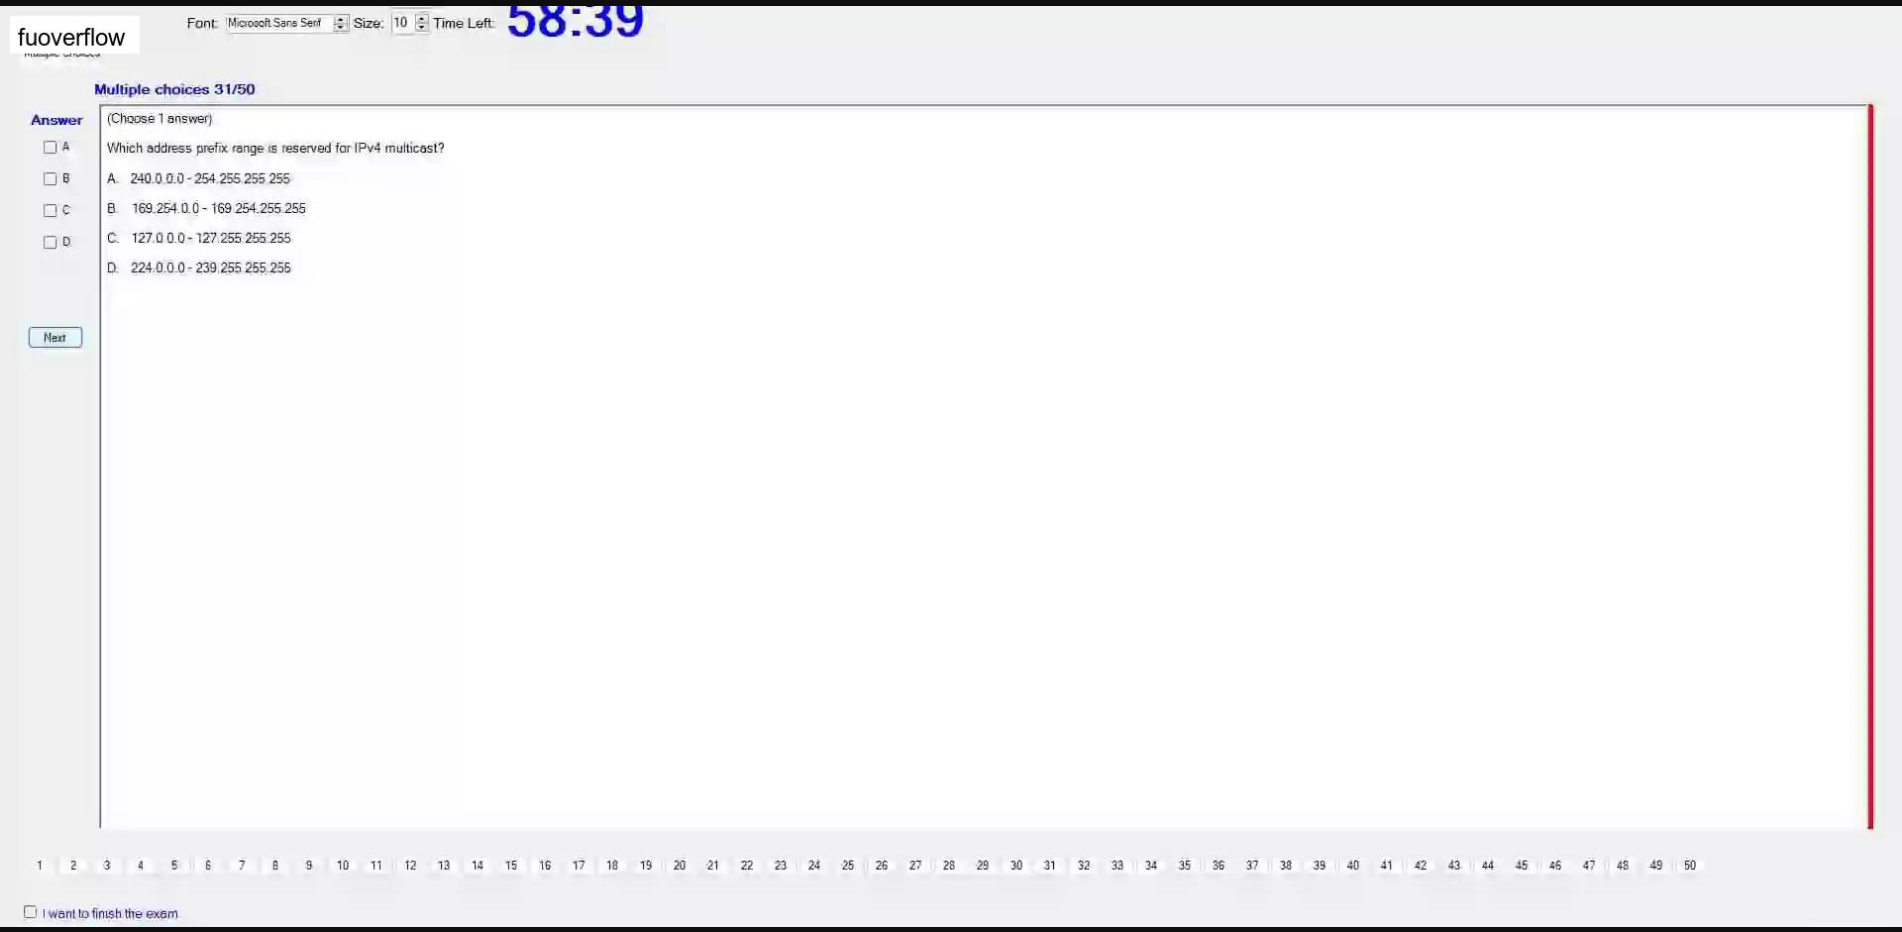 fuoverflow
Font: Microsoft Sans Serif Size: 10 Time Left: 58:39
Multiple choices
Multiple choices 31/50
Answer
A
B
C
D
Next
(Choose 1 answer)
Which address prefix range is reserved for IPv4 multicast?
A. 240.0.0.0 - 254.255.255.255
B. 169.254.0.0 - 169.254.255.255
C. 127.0.0.0 - 127.255.255.255
D. 224.0.0.0 - 239.255.255.255
1 2 3 4 5 6 7 8 9 10 11 12 13 14 15 16 17 18 19 20 21 22 23 24 25 26 27 28 29 30 31 32 33 34 35 36 37 38 39 40 41 42 43 44 45 46 47 48 49 50
I want to finish the exam.